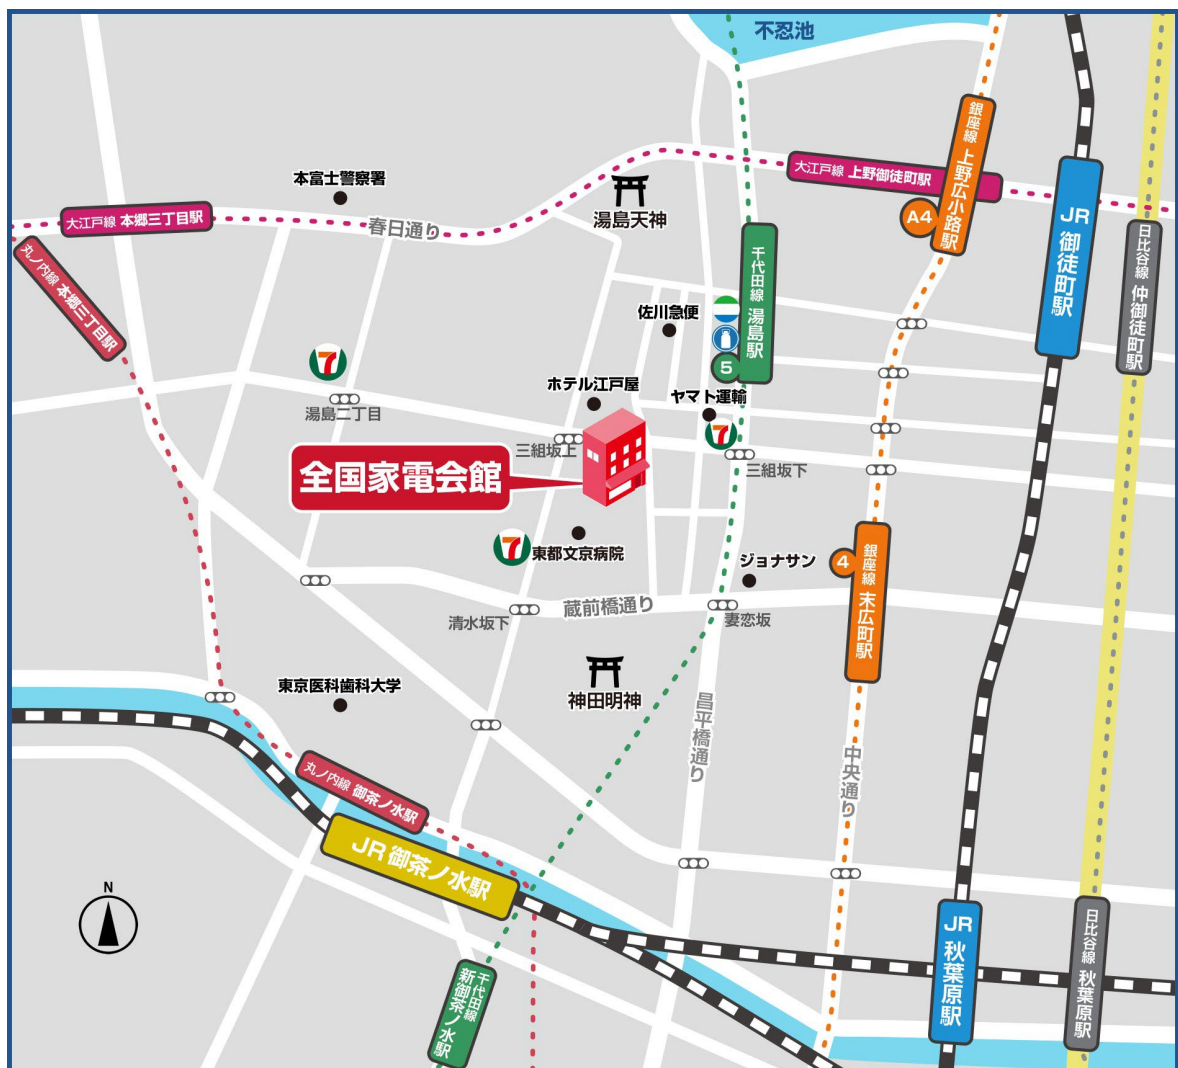 不忍池
銀座線 上野広小路駅
A4
大江戸線 上野御徒町駅
JR 御徒町駅
日比谷線 仲御徒町駅
本富士警察署
湯島天神
大江戸線 本郷三丁目駅
春日通り
丸ノ内線 本郷三丁目駅
千代田線 湯島駅
5
佐川急便
7
湯島二丁目
ホテル江戸屋
ヤマト運輸
7
三組坂上
三組坂下
全国家電会館
7
東都文京病院
ジョナサン
4
銀座線 末広町駅
蔵前橋通り
清水坂下
妻恋坂
神田明神
東京医科歯科大学
昌平橋通り
中央通り
丸ノ内線 御茶ノ水駅
JR 御茶ノ水駅
N
JR 秋葉原駅
日比谷線 秋葉原駅
千代田線
新御茶ノ水駅